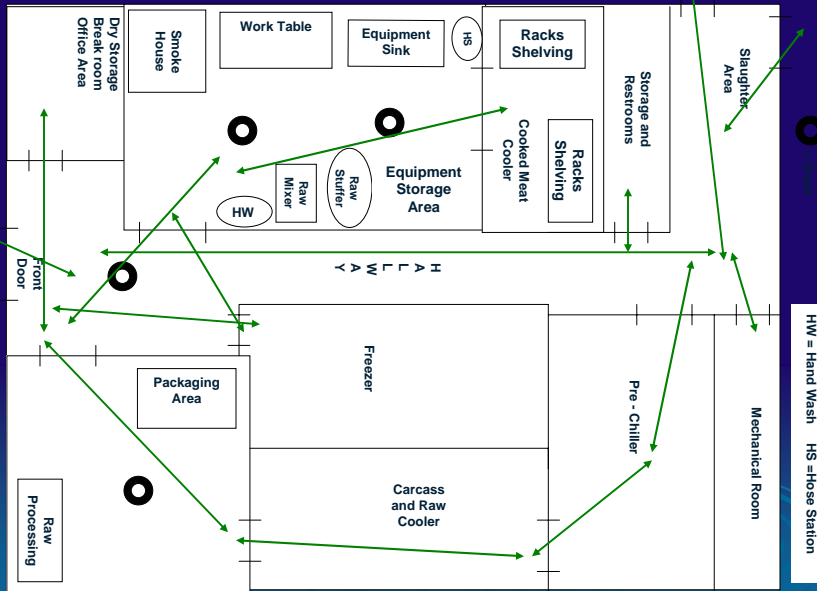 Dry Storage
Break room
Office Area
Smoke
House
Work Table
Equipment
Sink
HS
Racks
Shelving
Storage and
Restrooms
Slaughter
Area
Cooked Meat
Cooler
Racks
Shelving
Equipment
Storage
Area
Raw
Stuffer
Raw
Mixer
HW
Front
Door
HALLWAY
Freezer
Packaging
Area
Pre - Chiller
Carcass
and Raw
Cooler
Mechanical Room
Raw
Processing
HW = Hand Wash HS =Hose Station